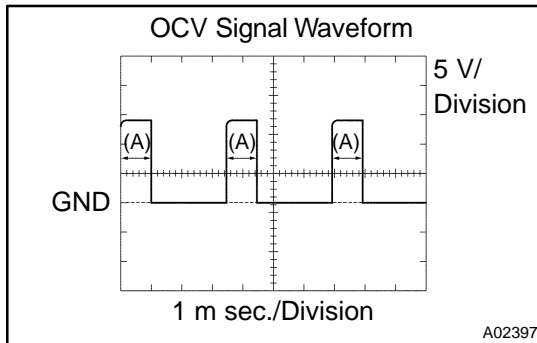 OCV Signal Waveform
5 V/
Division
(A) (A) (A)
GND
1 m sec./Division
A02397